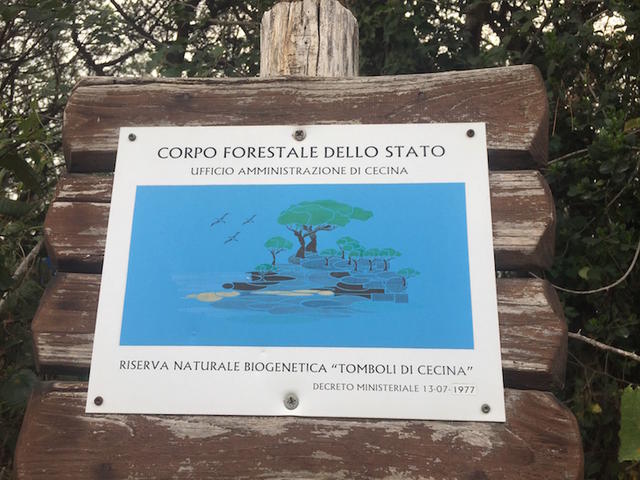 CORPO FORESTALE DELLO STATO
UFFICIO AMMINISTRAZIONE DI CECINA
RISERVA NATURALE BIOGENETICA "TOMBOLI DI CECINA"
DECRETO MINISTERIALE 13-07-1977